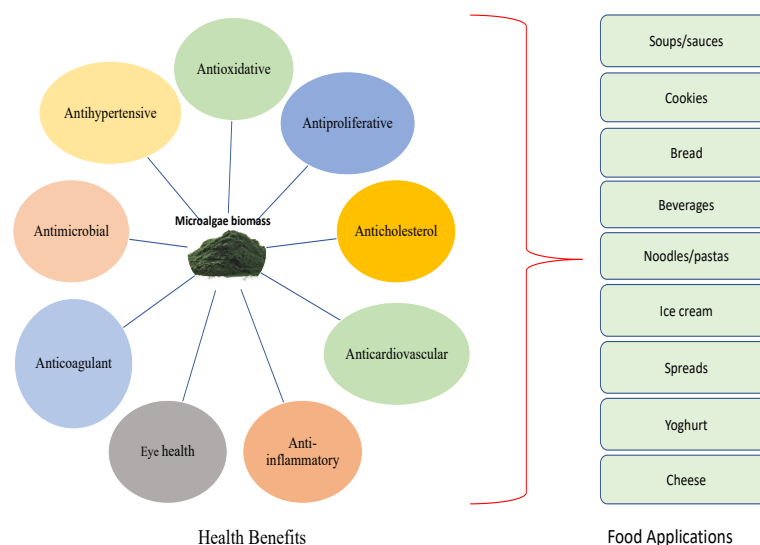 Antioxidative
Antihypertensive
Antiproliferative
Microalgae biomass
Antimicrobial
Anticholesterol
Anticoagulant
Anticardiovascular
Eye health
Anti-
inflammatory
Health Benefits
Soups/sauces
Cookies
Bread
Beverages
Noodles/pastas
Ice cream
Spreads
Yoghurt
Cheese
Food Applications